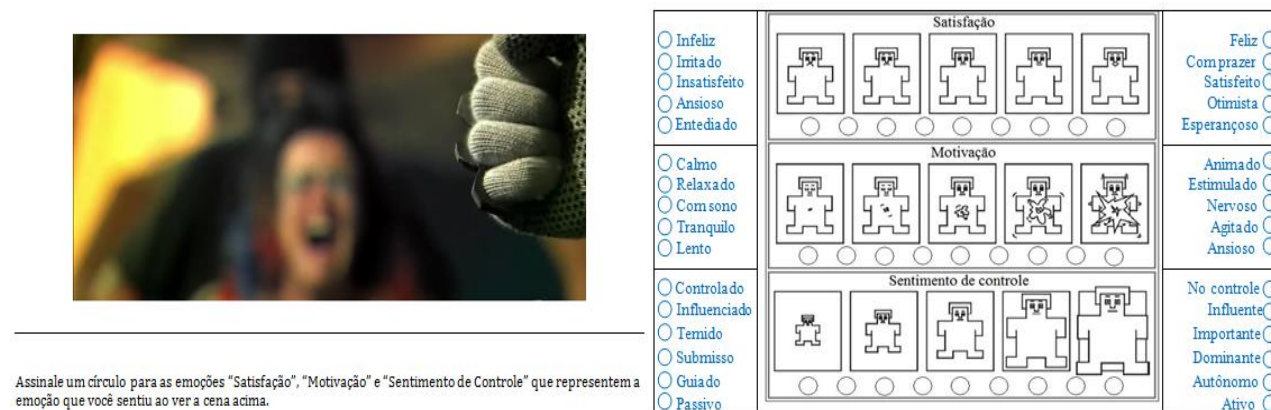 Assinale um círculo para as emoções “Satisfação”, “Motivação” e “Sentimento de Controle” que representem a
emoção que você sentiu ao ver a cena acima.
Satisfação
Infeliz
Irritado
Insatisfeito
Ansioso
Entediado
Feliz
Com prazer
Satisfeito
Otimista
Esperançoso
Motivação
Calmo
Relaxado
Com sono
Tranquilo
Lento
Animado
Estimulado
Nervoso
Agitado
Ansioso
Sentimento de controle
Controlado
Influenciado
Temido
Submisso
Guiado
Passivo
No controle
Influente
Importante
Dominante
Autônomo
Ativo